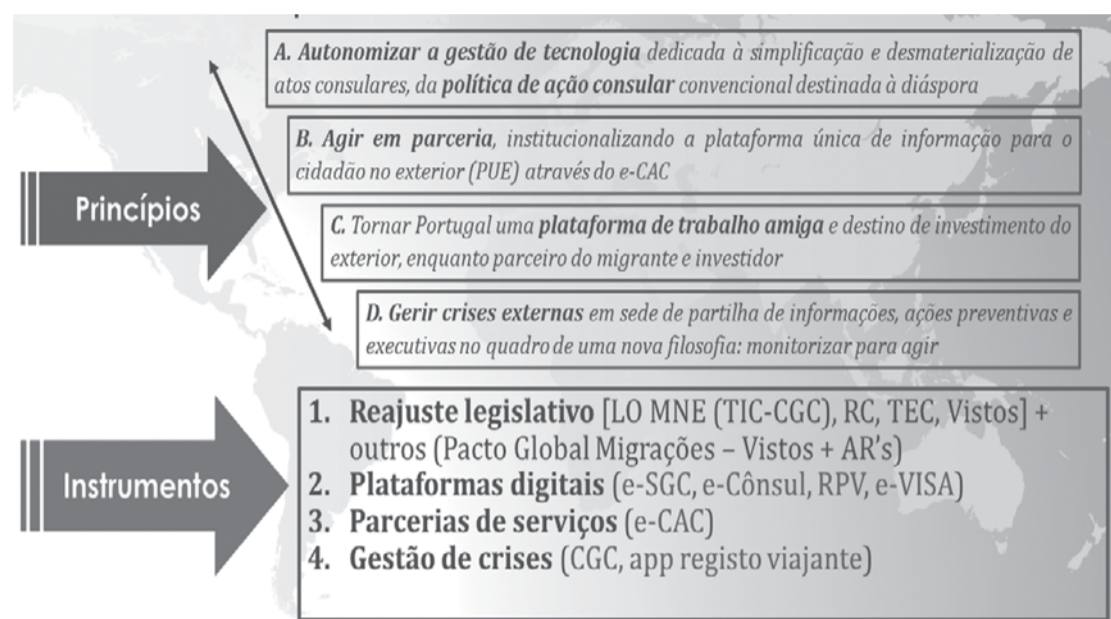 A. Autonomizar a gestão de tecnologia dedicada à simplificação e desmaterialização de
atos consulares, da política de ação consular convencional destinada à diáspora
B. Agir em parceria, institucionalizando a plataforma única de informação para o
cidadão no exterior (PUE) através do e-CAC
Princípios
C. Tornar Portugal uma plataforma de trabalho amiga e destino de investimento do
exterior, enquanto parceiro do migrante e investidor
D. Gerir crises externas em sede de partilha de informações, ações preventivas e
executivas no quadro de uma nova filosofia: monitorizar para agir
Instrumentos
1. Reajuste legislativo [LO MNE (TIC-CGC), RC, TEC, Vistos] +
outros (Pacto Global Migrações – Vistos + AR's)
2. Plataformas digitais (e-SGC, e-Cônsul, RPV, e-VISA)
3. Parcerias de serviços (e-CAC)
4. Gestão de crises (CGC, app registo viajante)